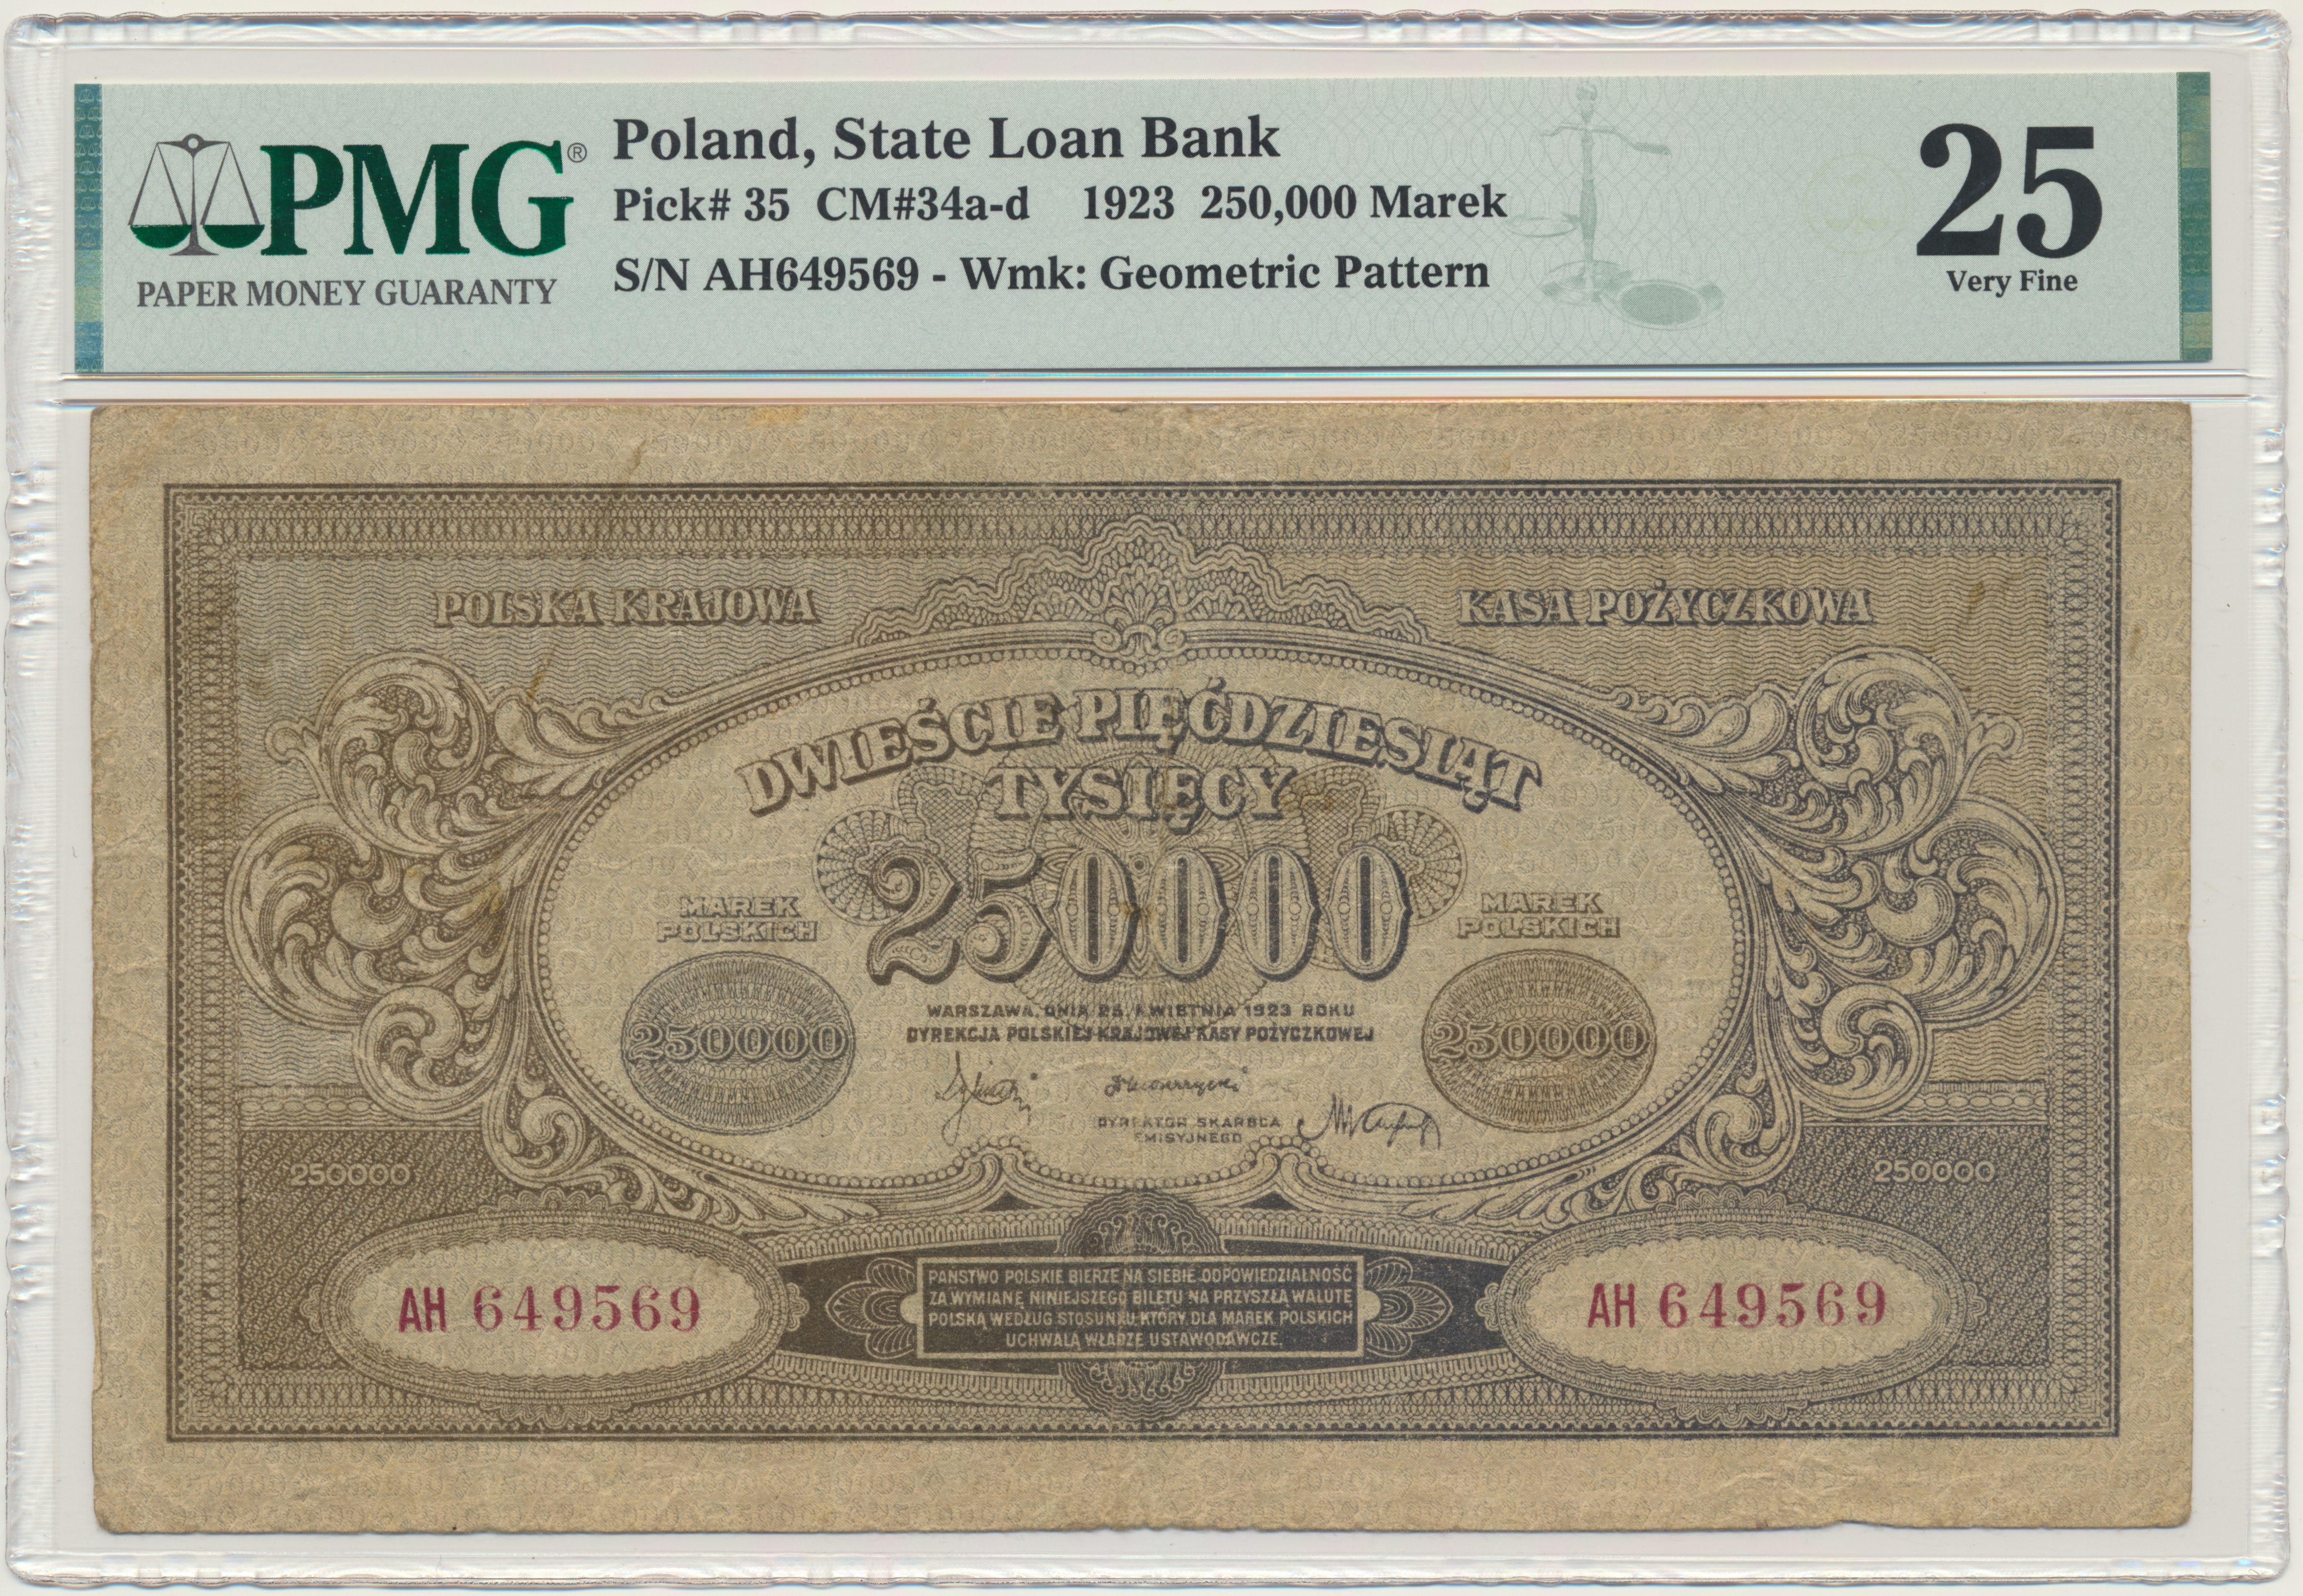 PMG®
PAPER MONEY GUARANTY
Poland, State Loan Bank
Pick# 35 CM#34a-d 1923 250,000 Marek
S/N AH649569 - Wmk: Geometric Pattern
25
Very Fine
POLSKA KRAJOWA
KASA POŻYCZKOWA
DWIEŚCIE PIĘĆDZIESIĄT
TYSIĘCY
250000
MAREK
POLSKICH
MAREK
POLSKICH
250000
250000
WARSZAWA, DNIA 25. KWIETNIA 1923 ROKU
DYREKCJA POLSKIEJ KRAJOWEJ KASY POŻYCZKOWEJ
DYREKTOR SKARBCA
EMISYJNEGO
250000
250000
AH 649569
AH 649569
PAŃSTWO POLSKIE BIERZE NA SIEBIE ODPOWIEDZIALNOŚĆ
ZA WYMIANĘ NINIEJSZEGO BILETU NA PRZYSZŁĄ WALUTĘ
POLSKĄ WEDŁUG STOSUNKU, KTÓRY DLA MAREK POLSKICH
UCHWALĄ WŁADZE USTAWODAWCZE.